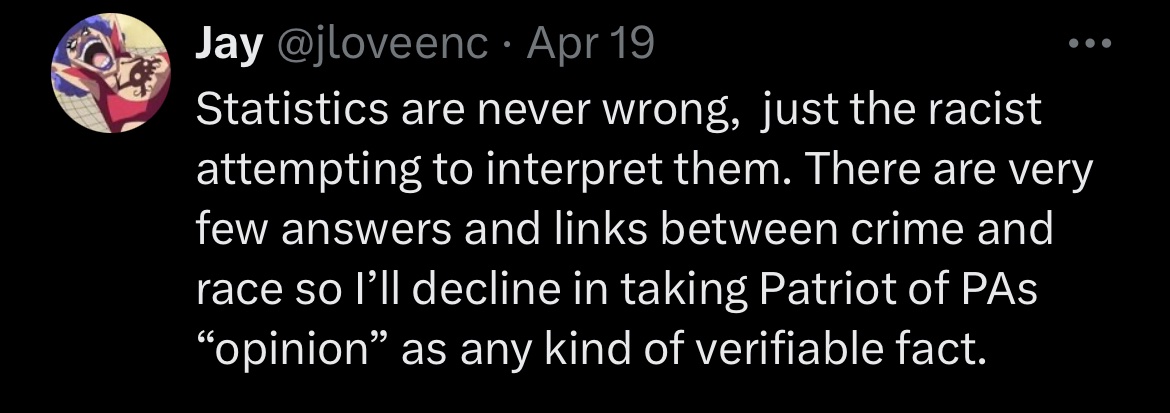 Jay @jloveenc · Apr 19
Statistics are never wrong,  just the racist
attempting to interpret them. There are very
few answers and links between crime and
race so I’ll decline in taking Patriot of PAs
“opinion” as any kind of verifiable fact.